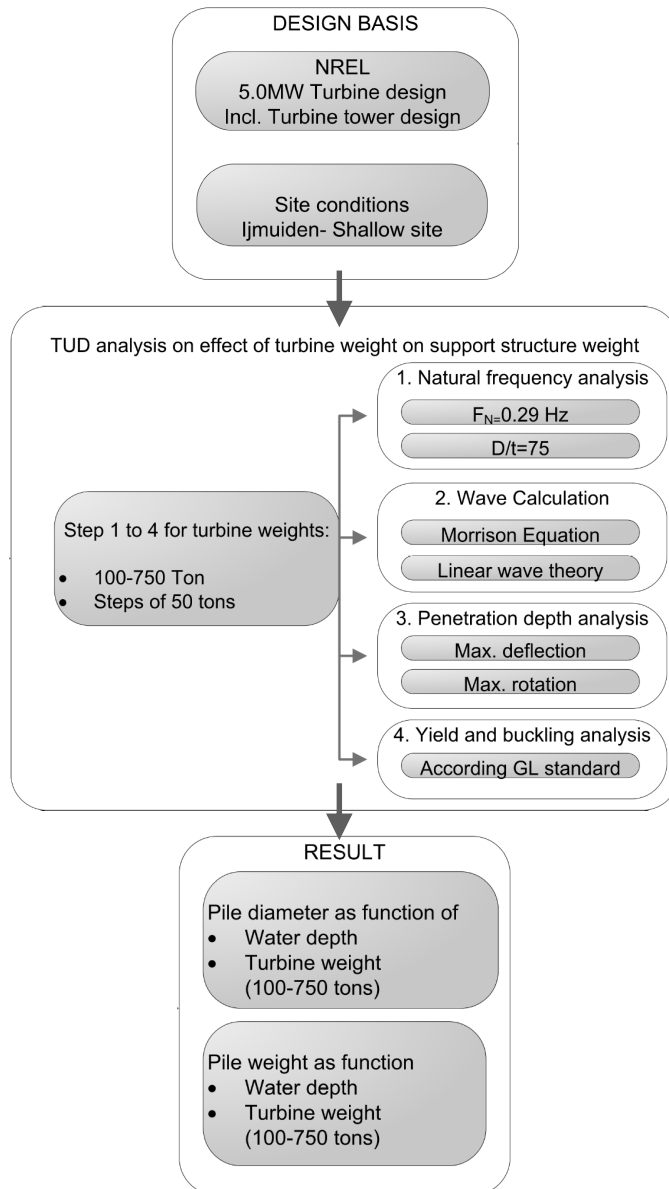 DESIGN BASIS
NREL
5.0MW Turbine design
Incl. Turbine tower design
Site conditions
Ijmuiden- Shallow site
TUD analysis on effect of turbine weight on support structure weight
Step 1 to 4 for turbine weights:
• 100-750 Ton
• Steps of 50 tons
1. Natural frequency analysis
FN=0.29 Hz
D/t=75
2. Wave Calculation
Morrison Equation
Linear wave theory
3. Penetration depth analysis
Max. deflection
Max. rotation
4. Yield and buckling analysis
According GL standard
RESULT
Pile diameter as function of
• Water depth
• Turbine weight
(100-750 tons)
Pile weight as function
• Water depth
• Turbine weight
(100-750 tons)